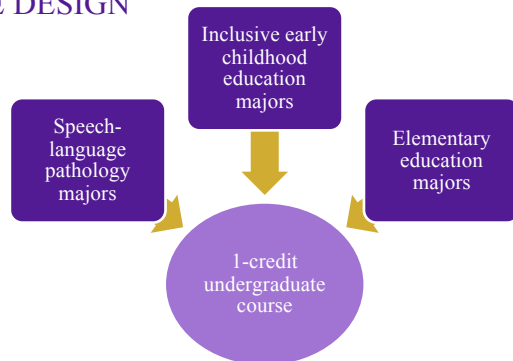 DESIGN
Inclusive early
childhood
education
majors
Speech-
language
pathology
majors
Elementary
education
majors
1-credit
undergraduate
course